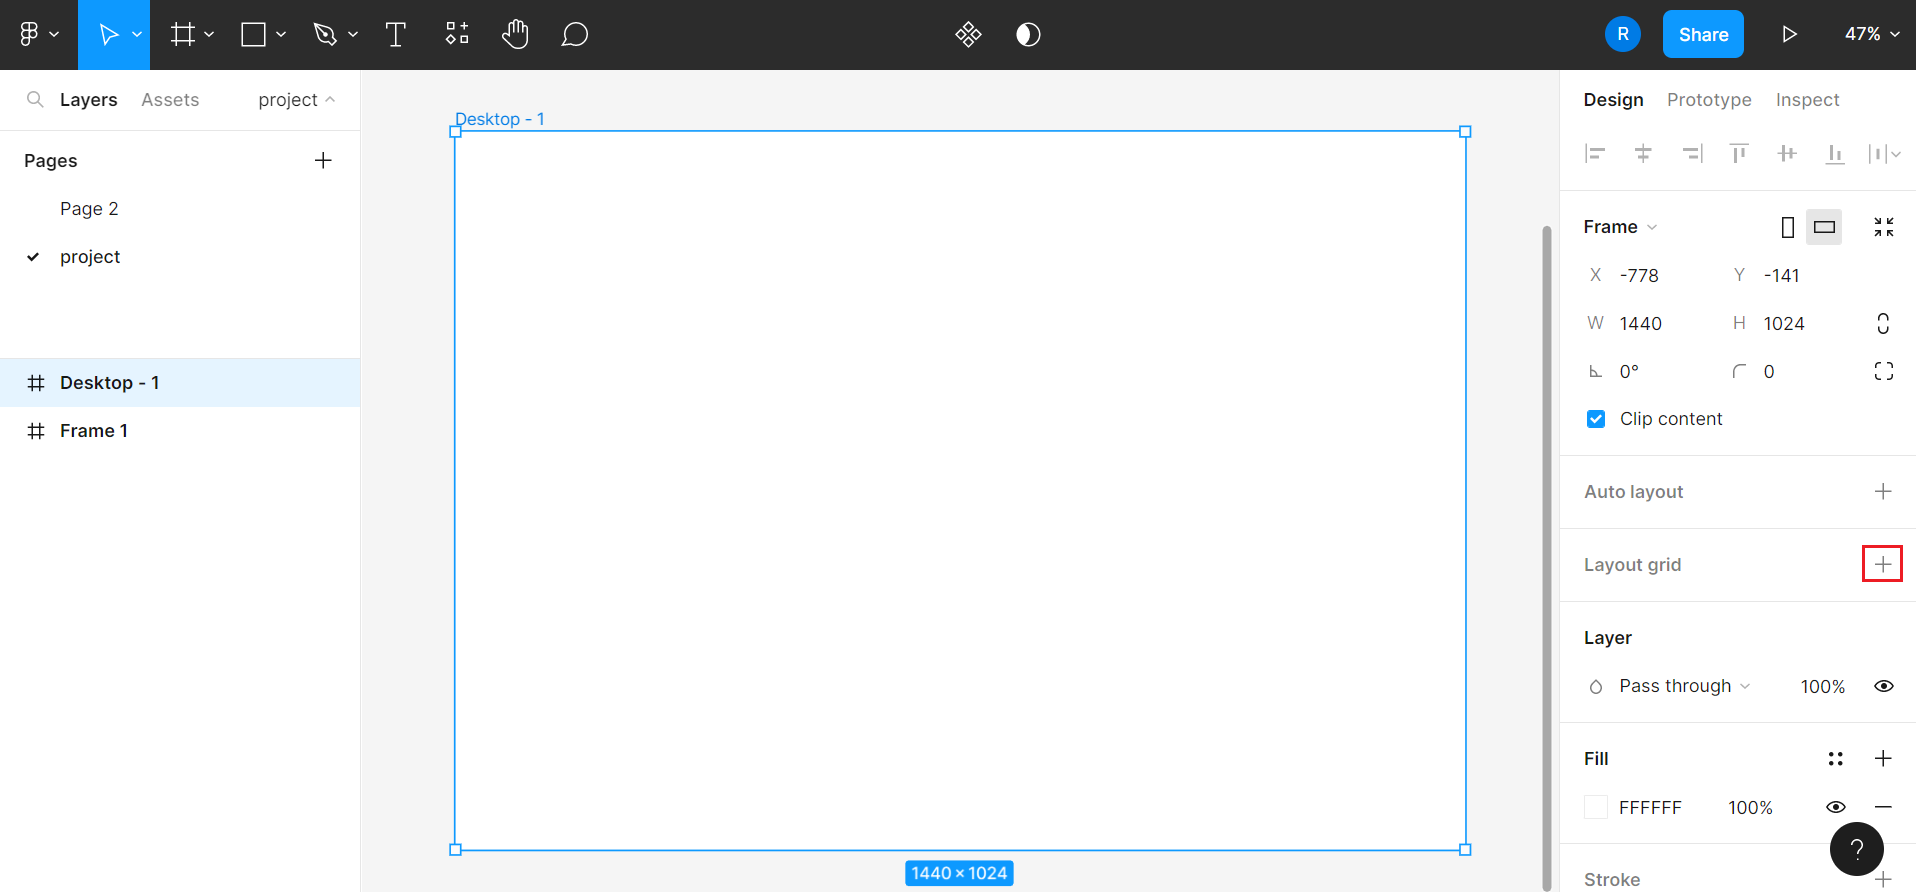 R
Share
47%
Layers
Assets
project
Pages
Page 2
project
Desktop - 1
Frame 1
Desktop - 1
1440 × 1024
Design
Prototype
Inspect
Frame
X -778
Y -141
W 1440
H 1024
0°
0
Clip content
Auto layout
Layout grid
Layer
Pass through
100%
Fill
FFFFFF
100%
?
Stroke